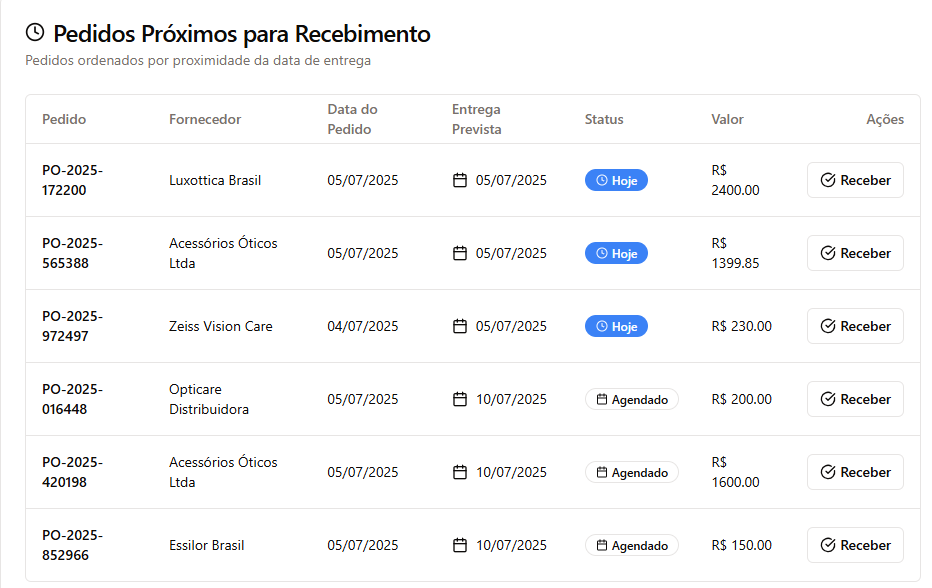 Pedidos Próximos para Recebimento
Pedidos ordenados por proximidade da data de entrega
Pedido Fornecedor Data do Pedido Entrega Prevista Status Valor Ações
PO-2025-172200 Luxottica Brasil 05/07/2025 05/07/2025 Hoje R$ 2400.00 Receber
PO-2025-565388 Acessórios Óticos Ltda 05/07/2025 05/07/2025 Hoje R$ 1399.85 Receber
PO-2025-972497 Zeiss Vision Care 04/07/2025 05/07/2025 Hoje R$ 230.00 Receber
PO-2025-016448 Opticare Distribuidora 05/07/2025 10/07/2025 Agendado R$ 200.00 Receber
PO-2025-420198 Acessórios Óticos Ltda 05/07/2025 10/07/2025 Agendado R$ 1600.00 Receber
PO-2025-852966 Essilor Brasil 05/07/2025 10/07/2025 Agendado R$ 150.00 Receber